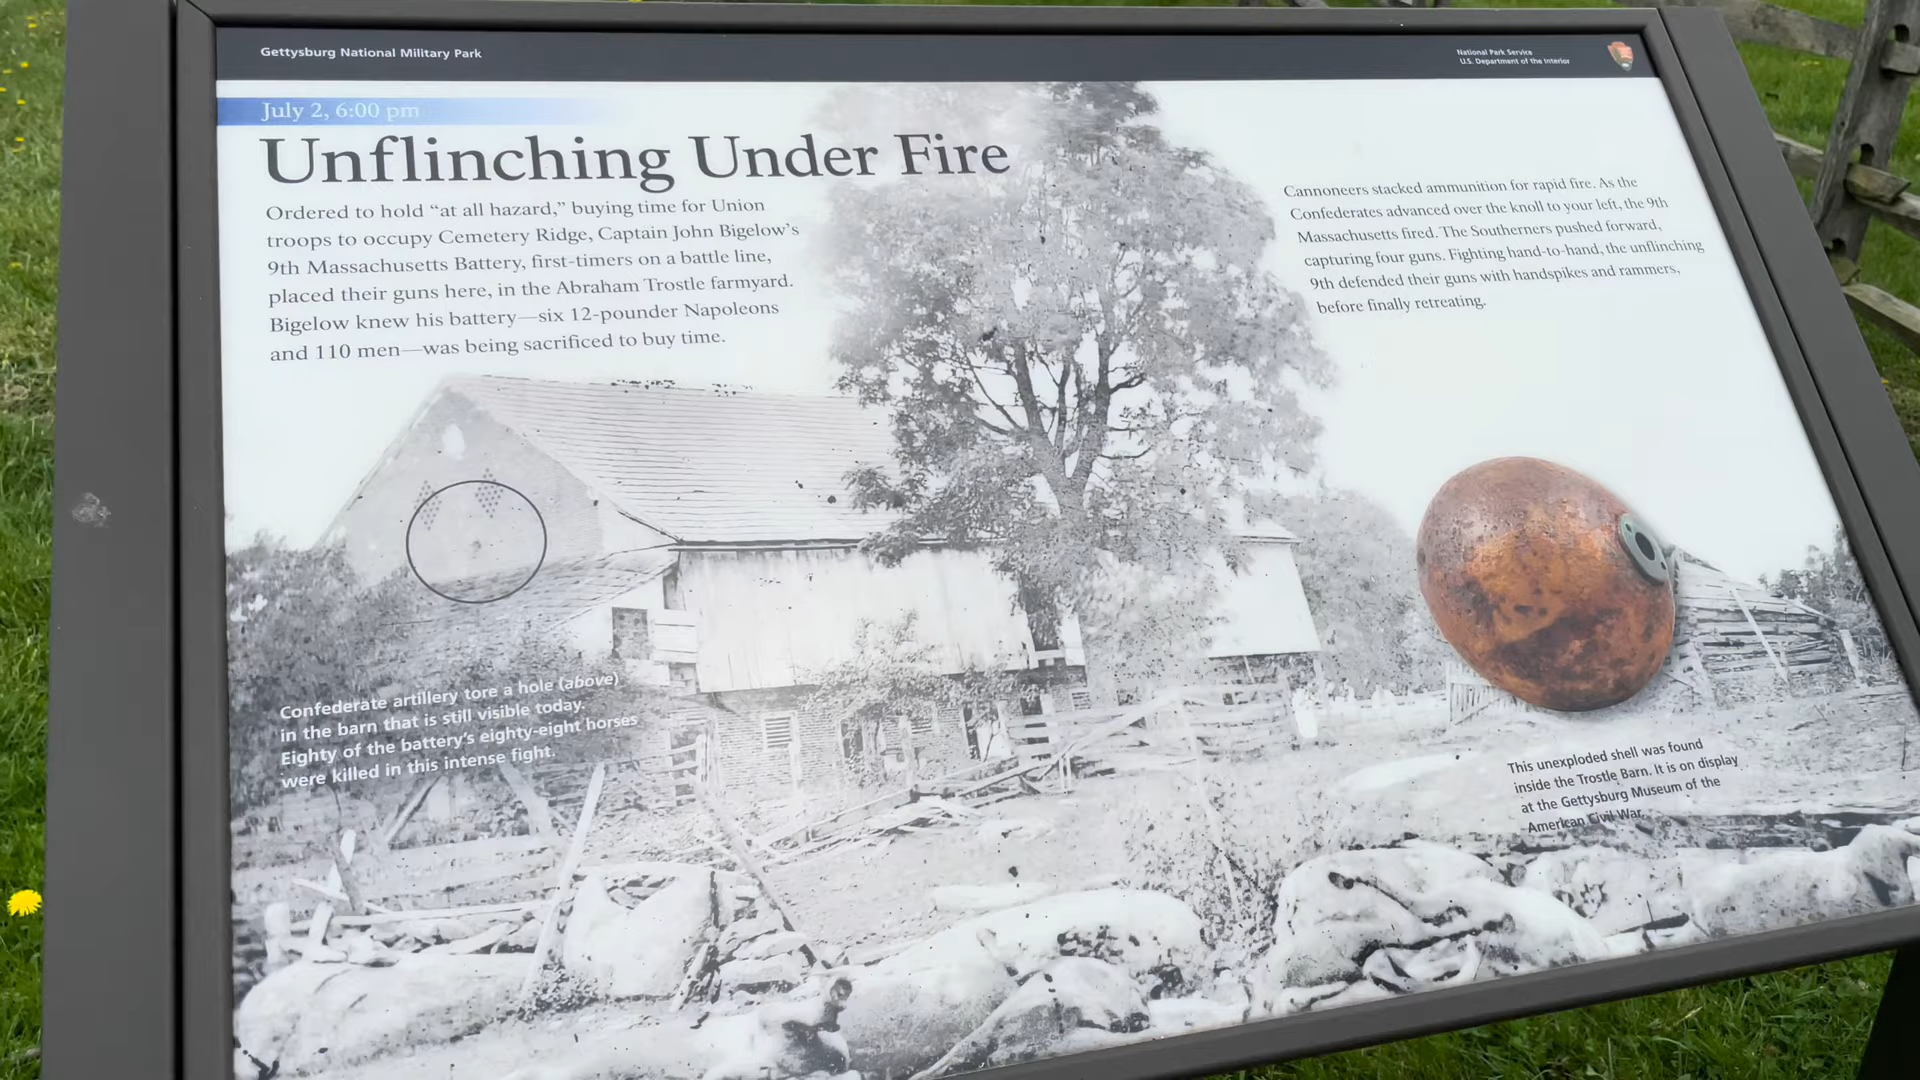 Gettysburg National Military Park
National Park Service
U.S. Department of the Interior
July 2, 6:00 pm
Unflinching Under Fire
Ordered to hold “at all hazard,” buying time for Union
troops to occupy Cemetery Ridge, Captain John Bigelow’s
9th Massachusetts Battery, first-timers on a battle line,
placed their guns here, in the Abraham Trostle farmyard.
Bigelow knew his battery—six 12-pounder Napoleons
and 110 men—was being sacrificed to buy time.
Cannoneers stacked ammunition for rapid fire. As the
Confederates advanced over the knoll to your left, the 9th
Massachusetts fired. The Southerners pushed forward,
capturing four guns. Fighting hand-to-hand, the unflinching
9th defended their guns with handspikes and rammers,
before finally retreating.
Confederate artillery tore a hole (above)
in the barn that is still visible today.
Eighty of the battery’s eighty-eight horses
were killed in this intense fight.
This unexploded shell was found
inside the Trostle Barn. It is on display
at the Gettysburg Museum of the
American Civil War.